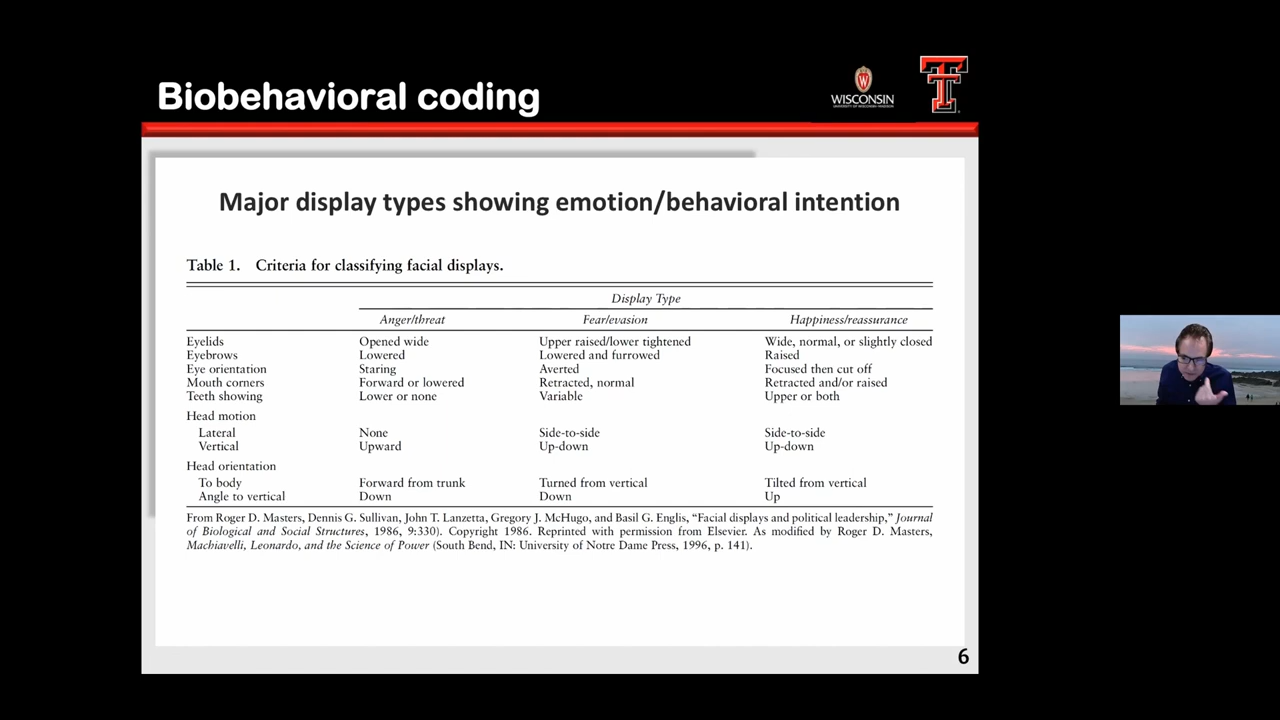 Biobehavioral coding
W
WISCONSIN
T
Major display types showing emotion/behavioral intention
Table 1. Criteria for classifying facial displays.
Display Type
Anger/threat Fear/evasion Happiness/reassurance
Eyelids Opened wide Upper raised/lower tightened Wide, normal, or slightly closed
Eyebrows Lowered Lowered and furrowed Raised
Eye orientation Staring Averted Focused then cut off
Mouth corners Forward or lowered Retracted, normal Retracted and/or raised
Teeth showing Lower or none Variable Upper or both
Head motion
Lateral None Side-to-side Side-to-side
Vertical Upward Up-down Up-down
Head orientation
To body Forward from trunk Turned from vertical Tilted from vertical
Angle to vertical Down Down Up
From Roger D. Masters, Dennis G. Sullivan, John T. Lanzetta, Gregory J. McHugo, and Basil G. Englis, “Facial displays and political leadership,” Journal
of Biological and Social Structures, 1986, 9:330). Copyright 1986. Reprinted with permission from Elsevier. As modified by Roger D. Masters,
Machiavelli, Leonardo, and the Science of Power (South Bend, IN: University of Notre Dame Press, 1996, p. 141).
6